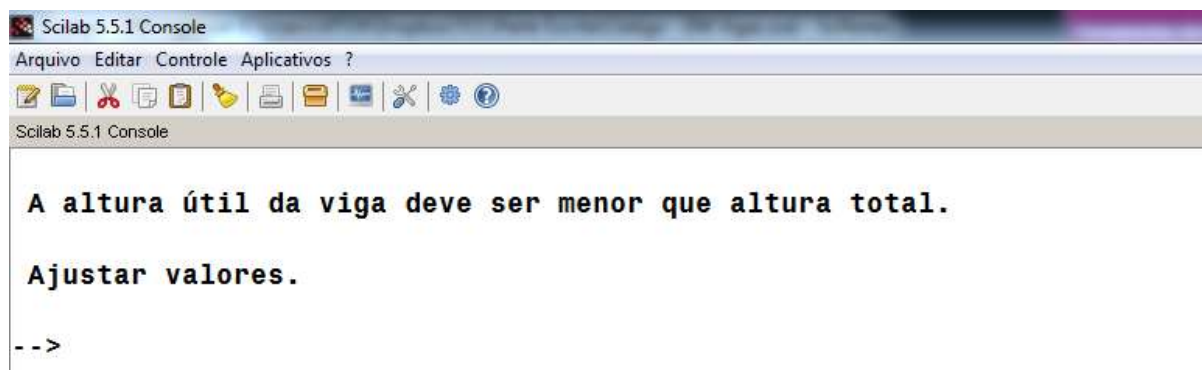 Scilab 5.5.1 Console
Arquivo Editar Controle Aplicativos ?
Scilab 5.5.1 Console
A altura útil da viga deve ser menor que altura total.
Ajustar valores.
-->